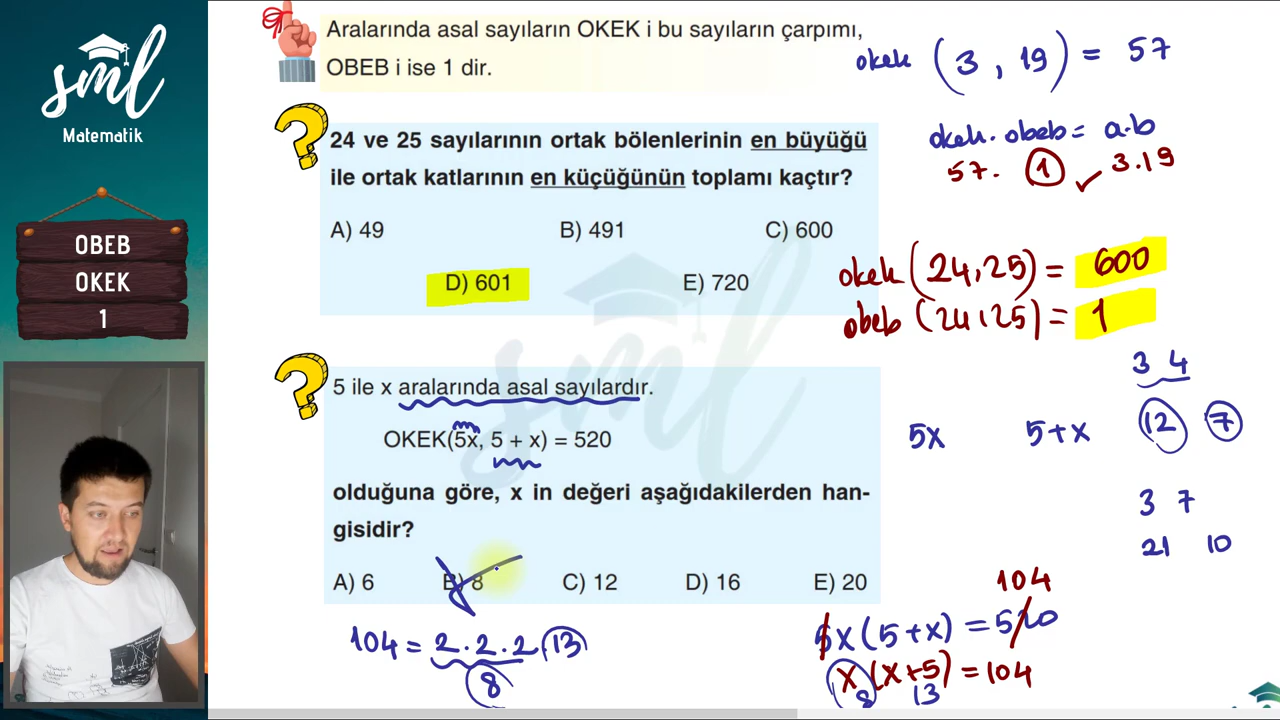 sml
Matematik
OBEB
OKEK
1
Aralarında asal sayıların OKEK i bu sayıların çarpımı,
OBEB i ise 1 dir.
okek (3, 19) = 57
okek. obeb = a.b
57. 1 3.19
24 ve 25 sayılarının ortak bölenlerinin en büyüğü
ile ortak katlarının en küçüğünün toplamı kaçtır?
A) 49 B) 491 C) 600
D) 601 E) 720
okek (24,25) = 600
obeb (24,25) = 1
5 ile x aralarında asal sayılardır.
OKEK(5x, 5 + x) = 520
olduğuna göre, x in değeri aşağıdakilerden han-
gisidir?
A) 6 B) 8 C) 12 D) 16 E) 20
3 4
5x 5+x 12 7
3 7
21 10
104 = 2.2.2.13
8
104
5x(5+x) = 520
x(x+5) = 104
8 13
sml